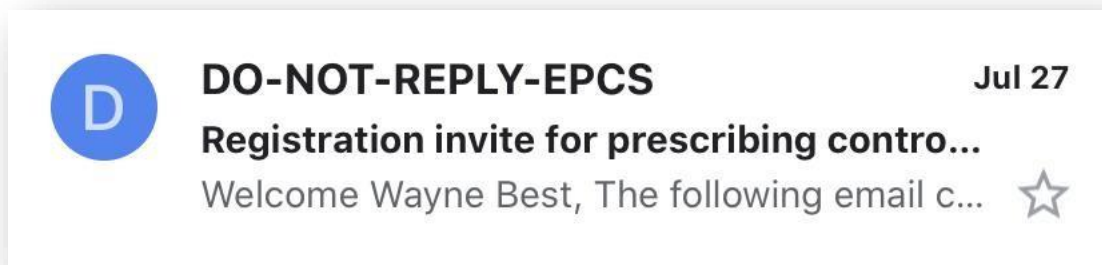 D
DO-NOT-REPLY-EPCS
Jul 27
Registration invite for prescribing contro...
Welcome Wayne Best, The following email c...